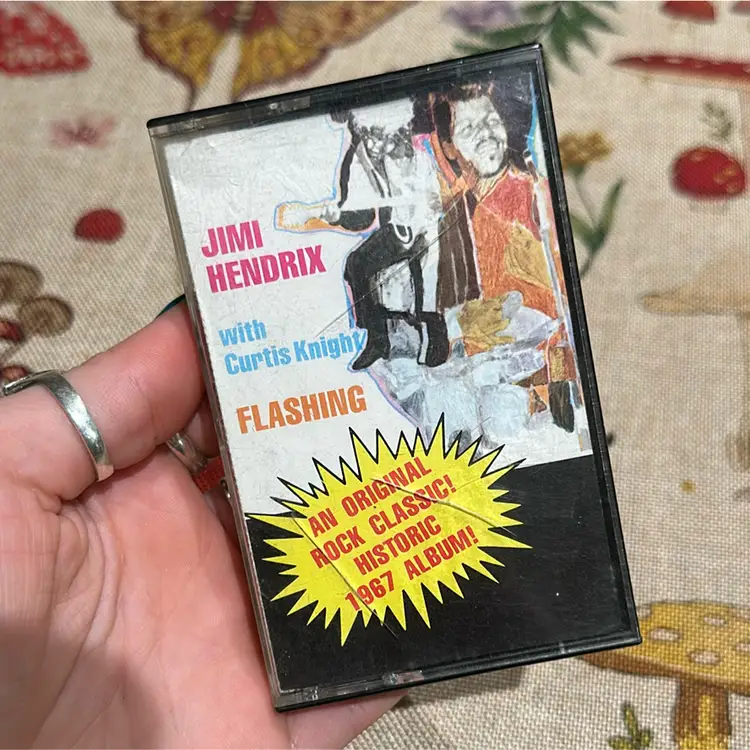 JIMI
HENDRIX
with
Curtis Knight
FLASHING
AN ORIGINAL
ROCK CLASSIC!
HISTORIC
1967 ALBUM!